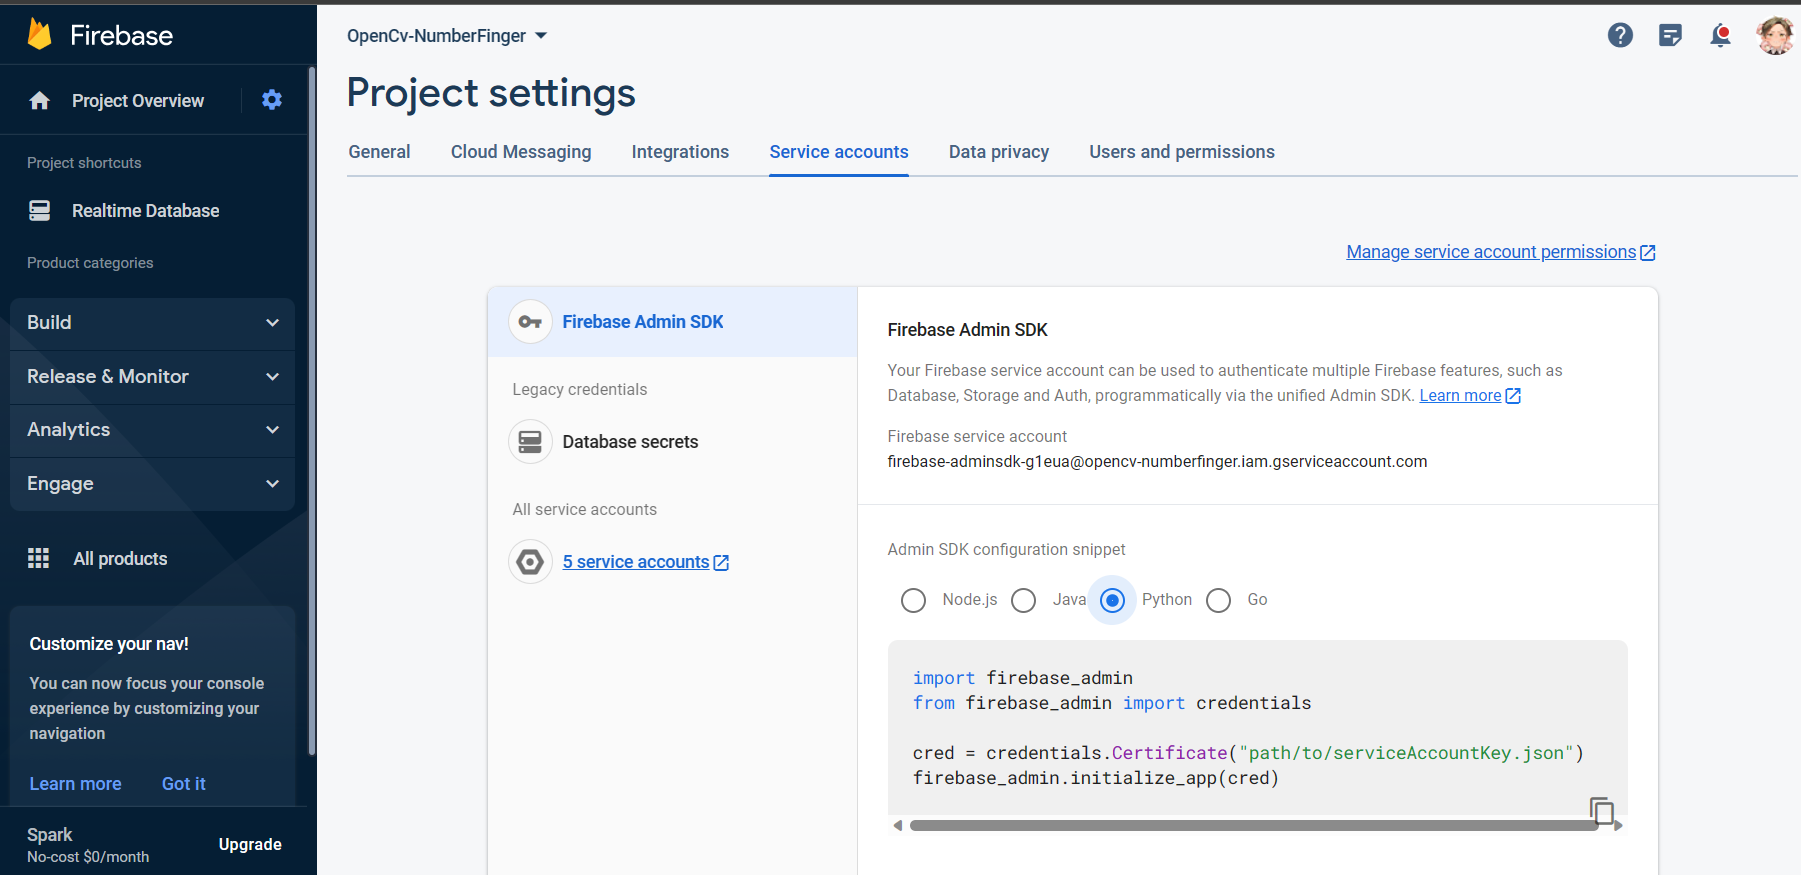 Firebase
Project Overview
Project shortcuts
Realtime Database
Product categories
Build
Release & Monitor
Analytics
Engage
All products
Customize your nav!
You can now focus your console
experience by customizing your
navigation
Learn more Got it
Spark
No-cost $0/month
Upgrade
OpenCv-NumberFinger
Project settings
General Cloud Messaging Integrations Service accounts Data privacy Users and permissions
Manage service account permissions
Firebase Admin SDK
Legacy credentials
Database secrets
All service accounts
5 service accounts
Firebase Admin SDK
Your Firebase service account can be used to authenticate multiple Firebase features, such as
Database, Storage and Auth, programmatically via the unified Admin SDK. Learn more
Firebase service account
firebase-adminsdk-g1eua@opencv-numberfinger.iam.gserviceaccount.com
Admin SDK configuration snippet
Node.js Java Python Go
import firebase_admin
from firebase_admin import credentials
cred = credentials.Certificate("path/to/serviceAccountKey.json")
firebase_admin.initialize_app(cred)